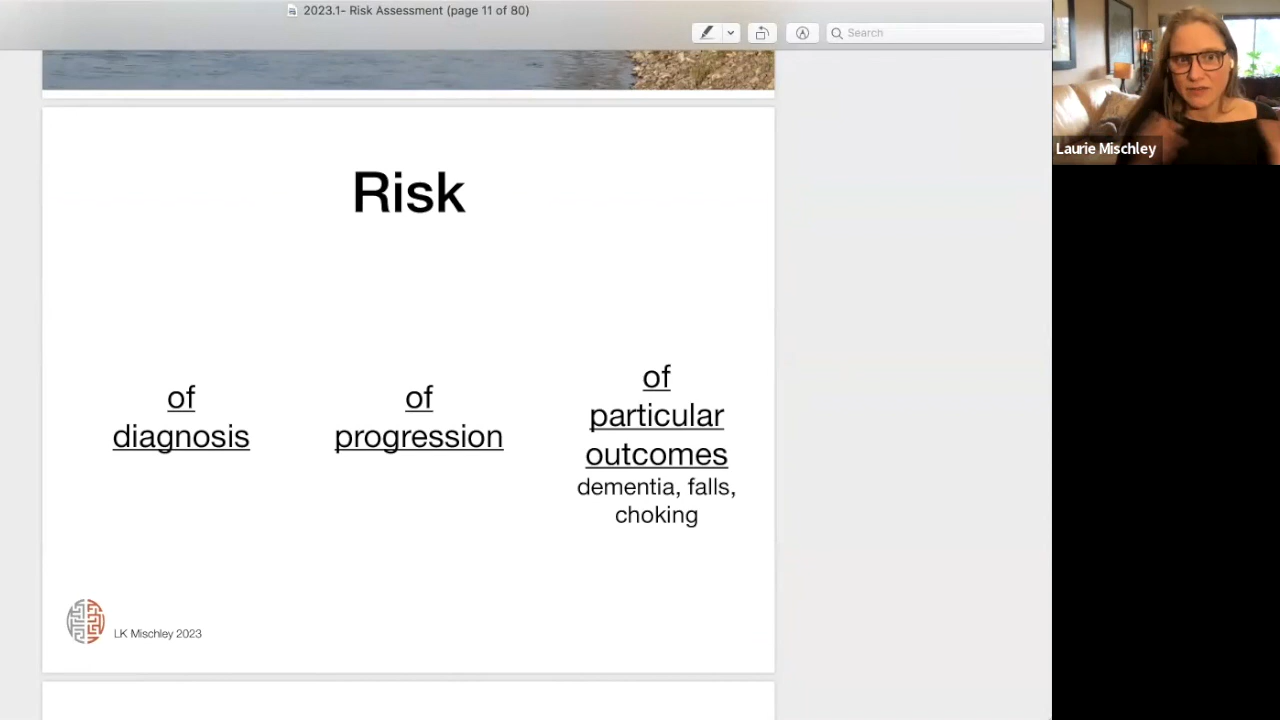 2023.1- Risk Assessment (page 11 of 80)
Search
Laurie Mischley
Risk
of
diagnosis
of
progression
of
particular
outcomes
dementia, falls,
choking
LK Mischley 2023